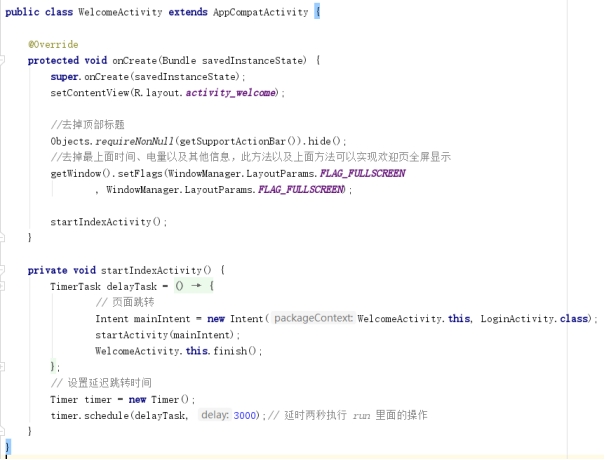 public class WelcomeActivity extends AppCompatActivity {
@Override
protected void onCreate(Bundle savedInstanceState) {
super.onCreate(savedInstanceState);
setContentView(R.layout.activity_welcome);
//去掉顶部标题
Objects.requireNonNull(getSupportActionBar()).hide();
//去掉最上面时间、电量以及其他信息，此方法以及上面方法可以实现欢迎页全屏显示
getWindow().setFlags(WindowManager.LayoutParams.FLAG_FULLSCREEN
, WindowManager.LayoutParams.FLAG_FULLSCREEN);
startIndexActivity();
}
private void startIndexActivity() {
TimerTask delayTask = () → {
// 页面跳转
Intent mainIntent = new Intent( packageContext: WelcomeActivity.this, LoginActivity.class);
startActivity(mainIntent);
WelcomeActivity.this.finish();
};
// 设置延迟跳转时间
Timer timer = new Timer();
timer.schedule(delayTask, delay: 3000);// 延时两秒执行 run 里面的操作
}
}